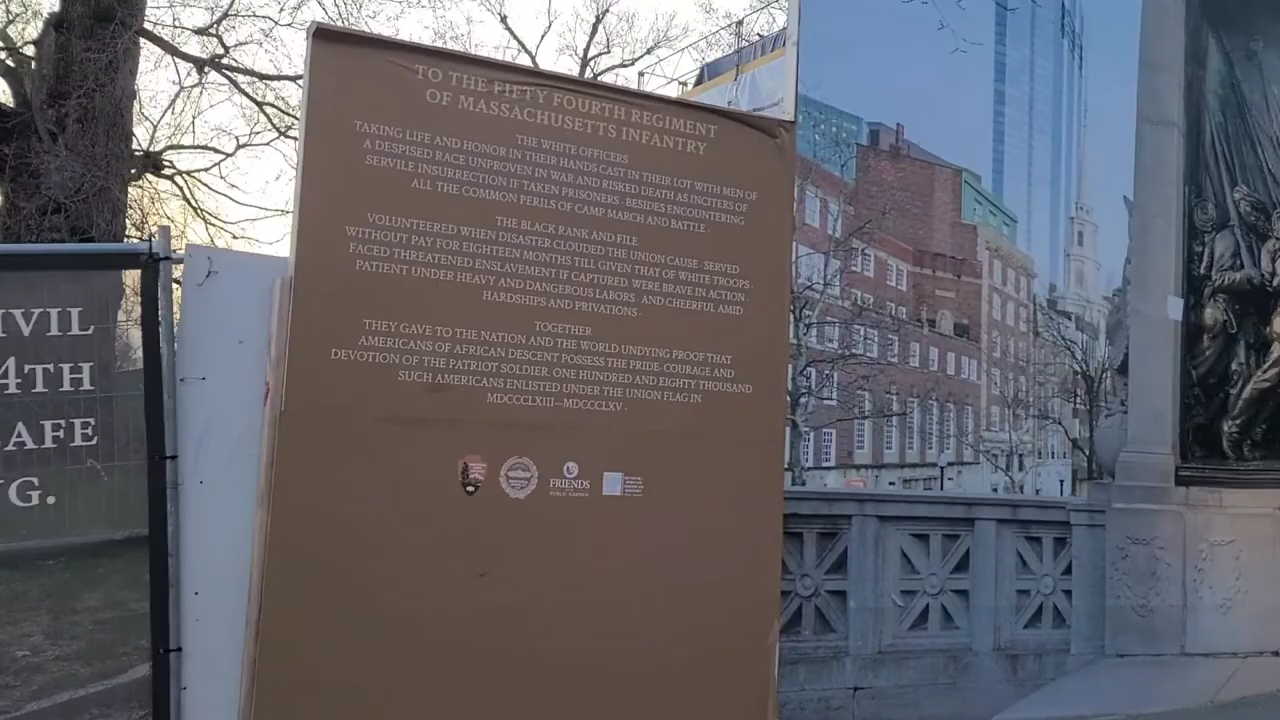 IVIL
4TH
AFE
G.
TO THE FIFTY FOURTH REGIMENT
OF MASSACHUSETTS INFANTRY
THE WHITE OFFICERS
TAKING LIFE AND HONOR IN THEIR HANDS CAST IN THEIR LOT WITH MEN OF
A DESPISED RACE UNPROVEN IN WAR AND RISKED DEATH AS INCITERS OF
SERVILE INSURRECTION IF TAKEN PRISONERS · BESIDES ENCOUNTERING
ALL THE COMMON PERILS OF CAMP MARCH AND BATTLE ·
THE BLACK RANK AND FILE
VOLUNTEERED WHEN DISASTER CLOUDED THE UNION CAUSE · SERVED
WITHOUT PAY FOR EIGHTEEN MONTHS TILL GIVEN THAT OF WHITE TROOPS ·
FACED THREATENED ENSLAVEMENT IF CAPTURED. WERE BRAVE IN ACTION ·
PATIENT UNDER HEAVY AND DANGEROUS LABORS · AND CHEERFUL AMID
HARDSHIPS AND PRIVATIONS ·
TOGETHER
THEY GAVE TO THE NATION AND THE WORLD UNDYING PROOF THAT
AMERICANS OF AFRICAN DESCENT POSSESS THE PRIDE· COURAGE AND
DEVOTION OF THE PATRIOT SOLDIER. ONE HUNDRED AND EIGHTY THOUSAND
SUCH AMERICANS ENLISTED UNDER THE UNION FLAG IN
MDCCCLXIII—MDCCCLXV ·
FRIENDS
PUBLIC GARDEN